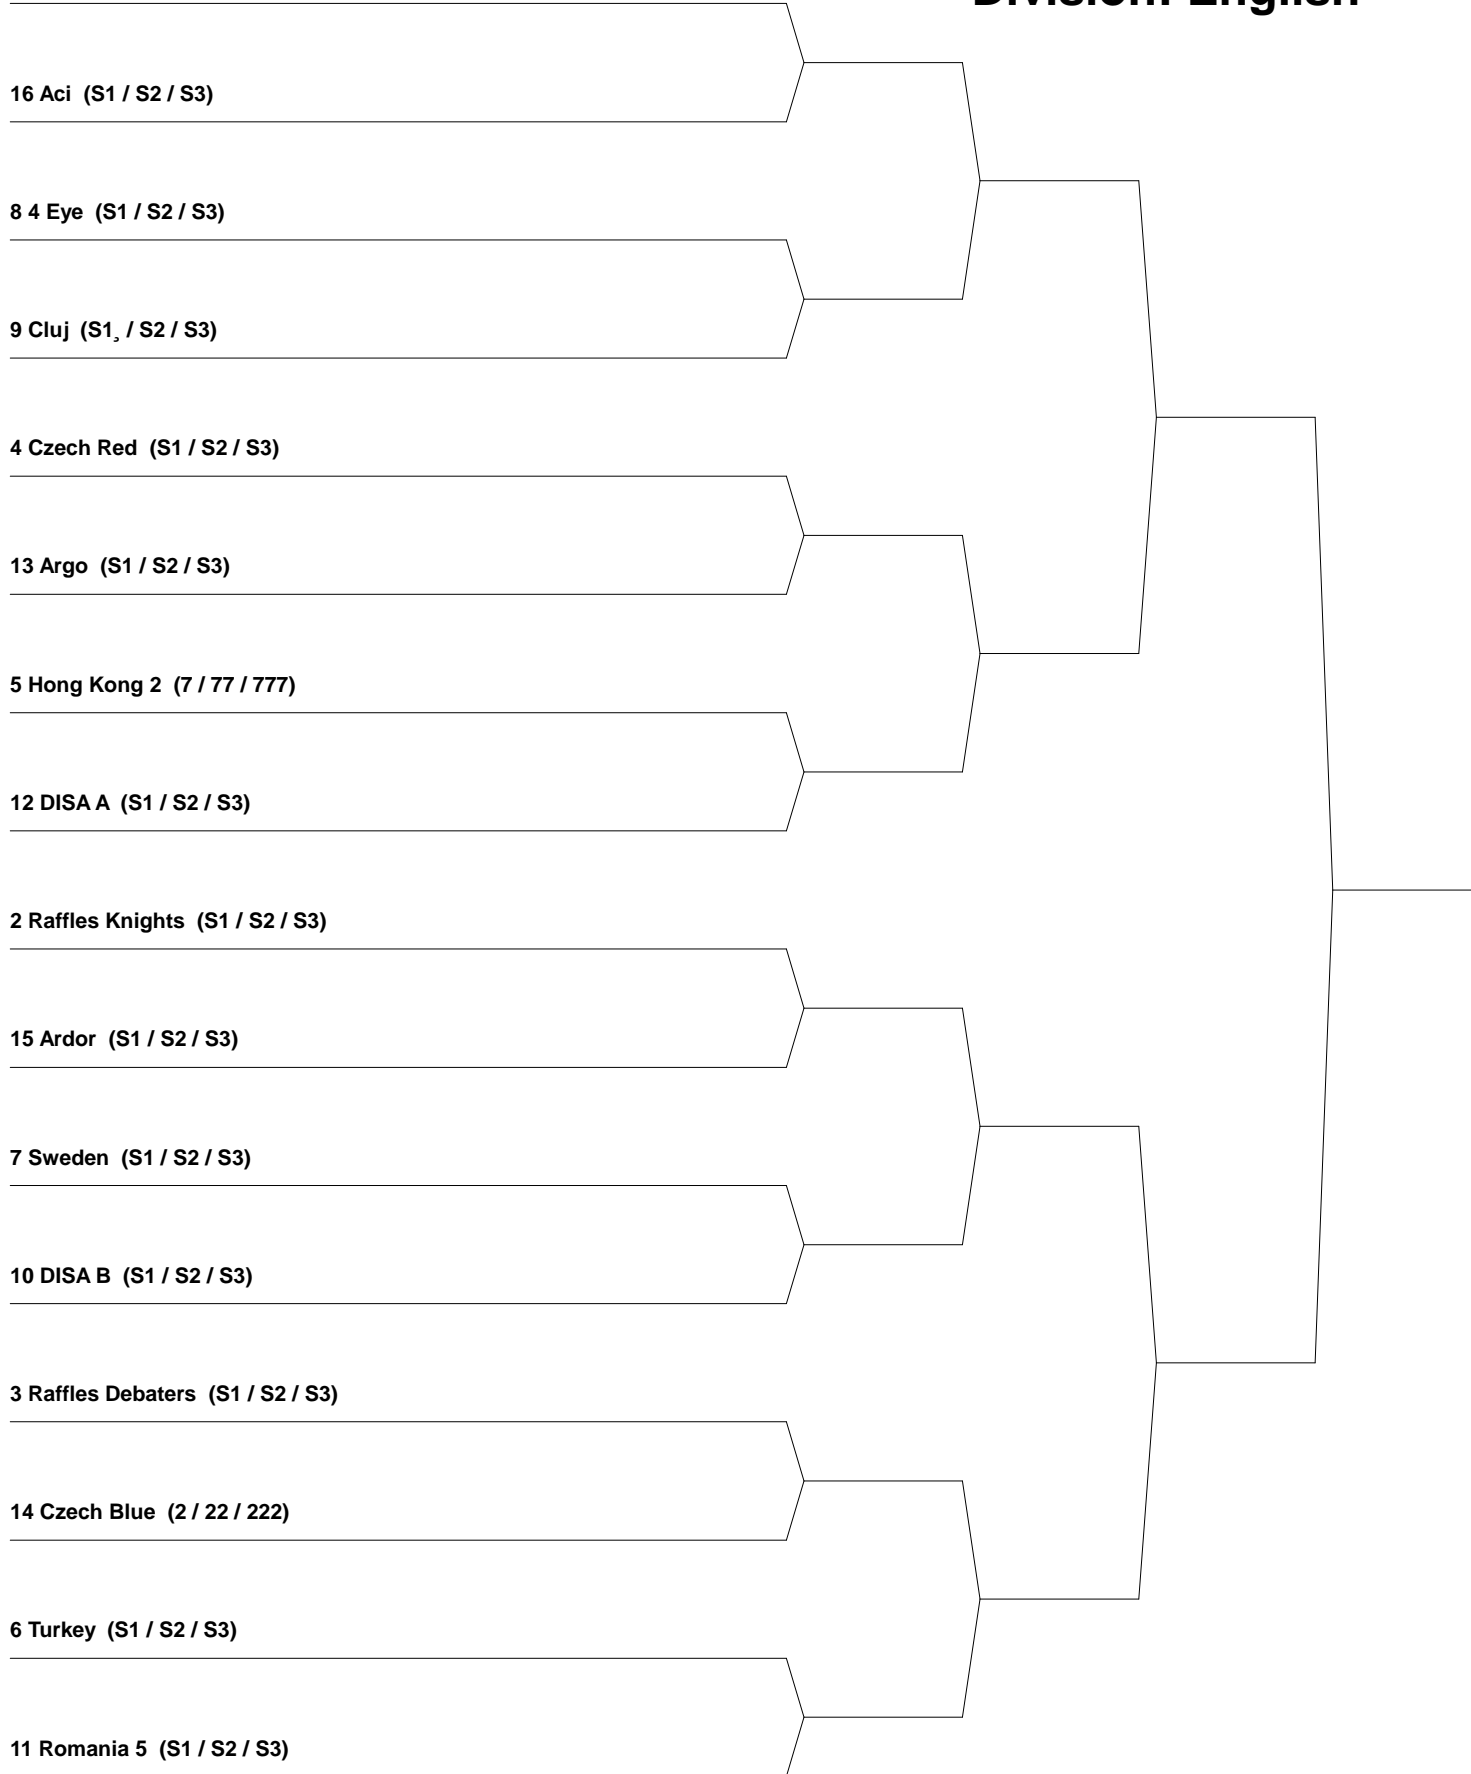 Division: English
16 Aci (S1 / S2 / S3)
8 4 Eye (S1 / S2 / S3)
9 Cluj (S1¸ / S2 / S3)
4 Czech Red (S1 / S2 / S3)
13 Argo (S1 / S2 / S3)
5 Hong Kong 2 (7 / 77 / 777)
12 DISA A (S1 / S2 / S3)
2 Raffles Knights (S1 / S2 / S3)
15 Ardor (S1 / S2 / S3)
7 Sweden (S1 / S2 / S3)
10 DISA B (S1 / S2 / S3)
3 Raffles Debaters (S1 / S2 / S3)
14 Czech Blue (2 / 22 / 222)
6 Turkey (S1 / S2 / S3)
11 Romania 5 (S1 / S2 / S3)